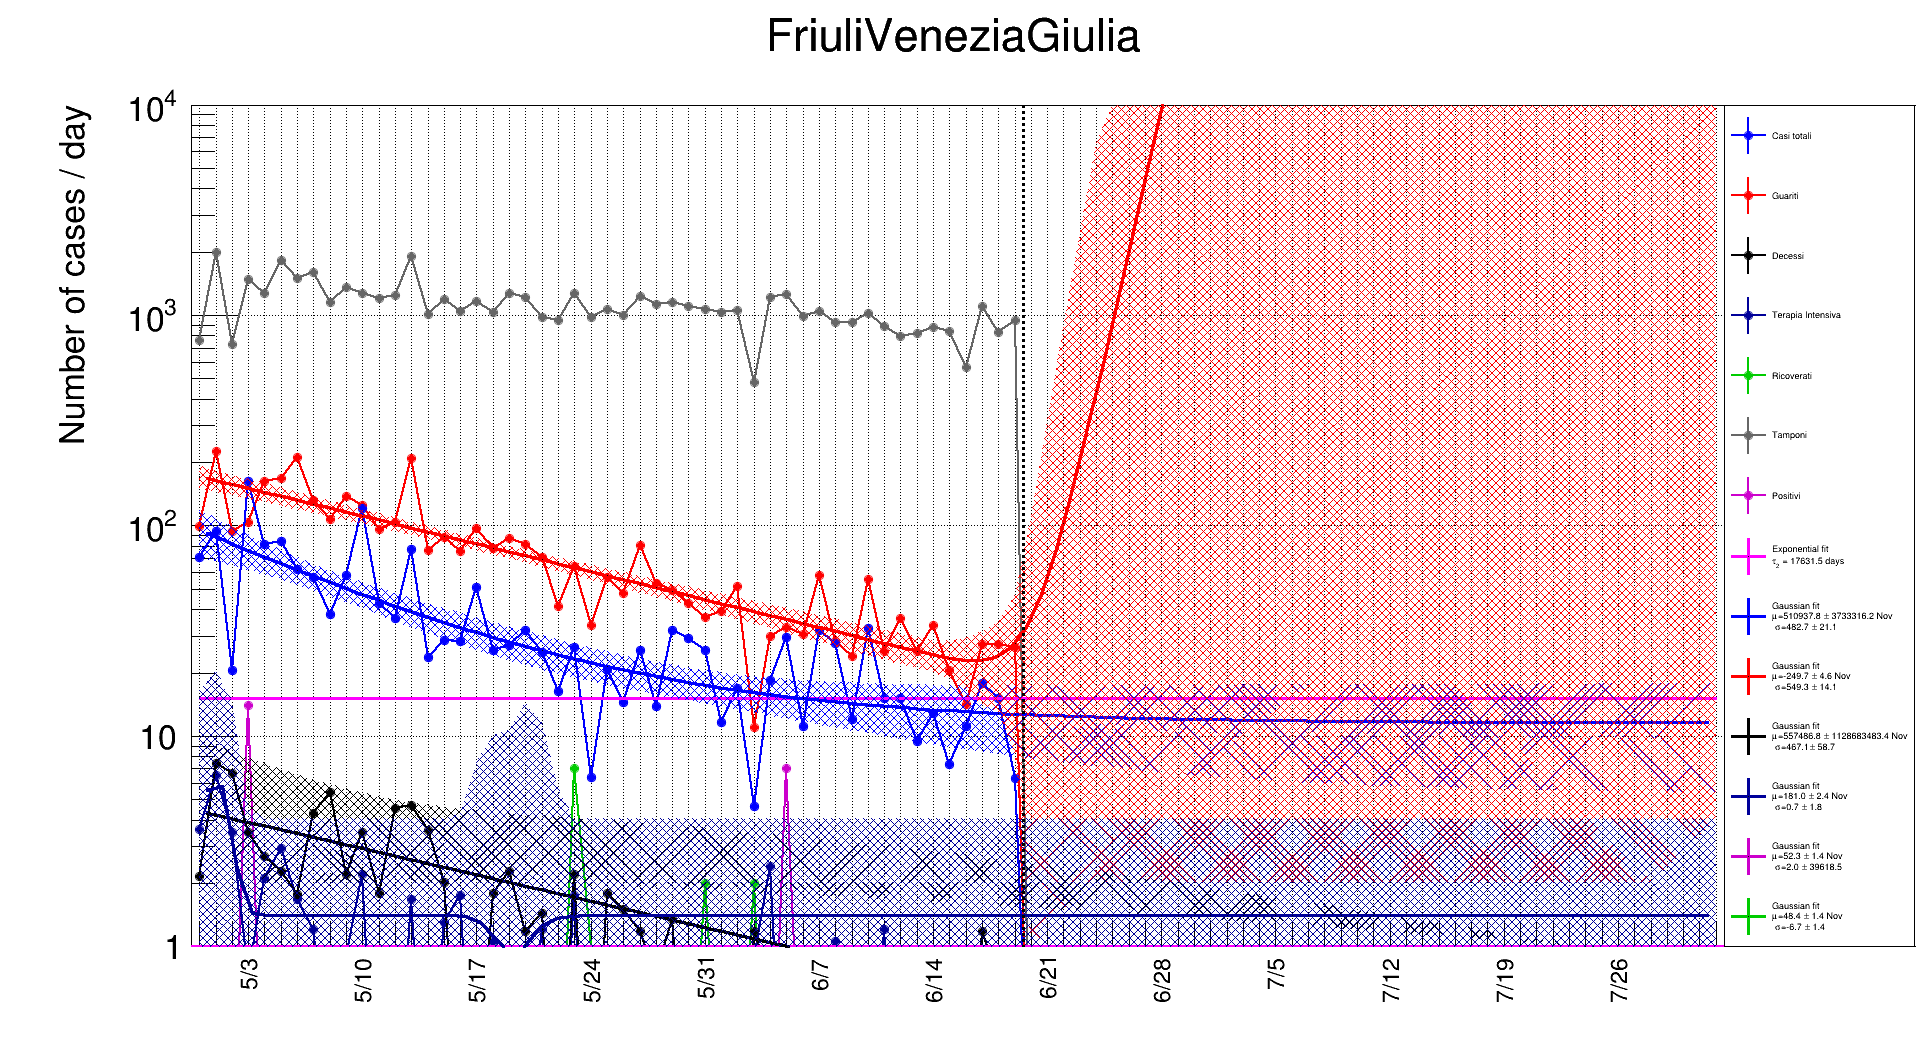 FriuliVeneziaGiulia
Number of cases / day
10^4
10^3
10^2
10
1
5/3
5/10
5/17
5/24
5/31
6/7
6/14
6/21
6/28
7/5
7/12
7/19
7/26
Casi totali
Guariti
Decessi
Terapia Intensiva
Ricoverati
Tamponi
Positivi
Exponential fit
τ_2 = 17631.5 days
Gaussian fit
μ=510937.8 ± 3733316.2 Nov
σ=482.7 ± 21.1
Gaussian fit
μ=-249.7 ± 4.6 Nov
σ=549.3 ± 14.1
Gaussian fit
μ=557486.8 ± 1128683483.4 Nov
σ=467.1 ± 58.7
Gaussian fit
μ=181.0 ± 2.4 Nov
σ=0.7 ± 1.8
Gaussian fit
μ=52.3 ± 1.4 Nov
σ=2.0 ± 39618.5
Gaussian fit
μ=48.4 ± 1.4 Nov
σ=-6.7 ± 1.4